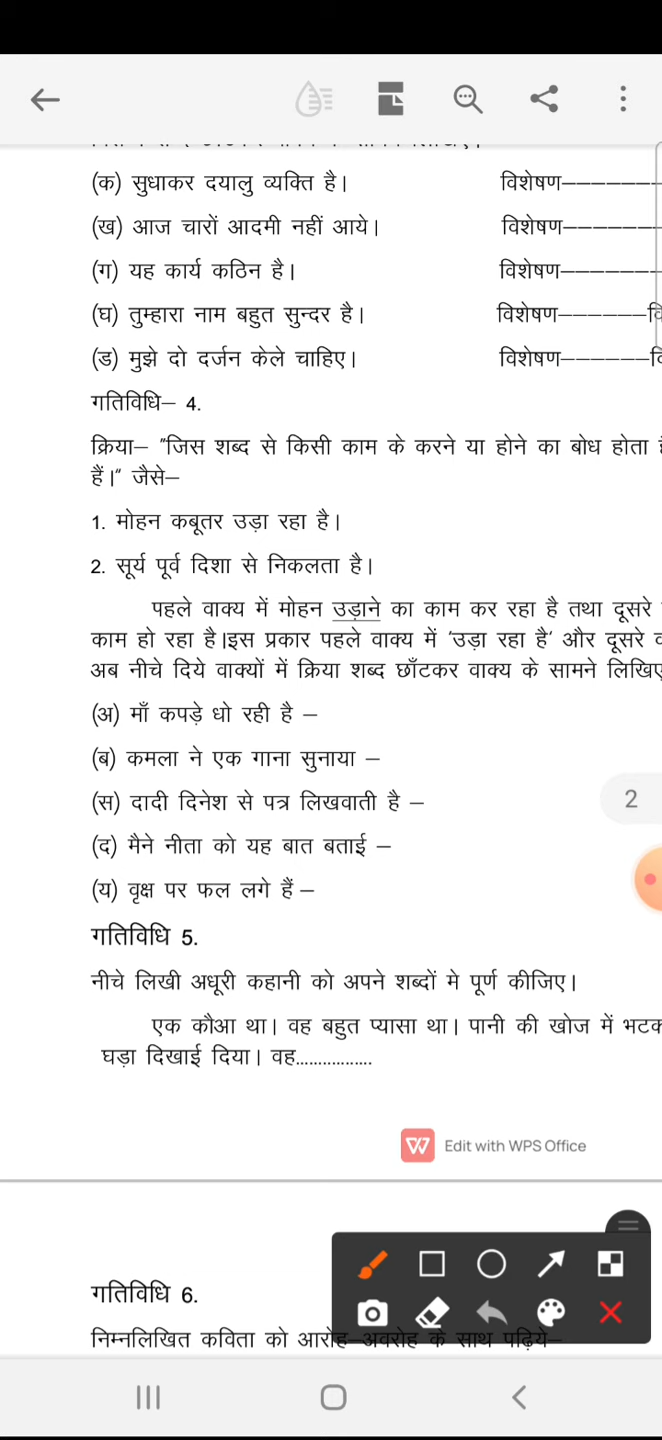 (क) सुधाकर दयालु व्यक्ति है। विशेषण–––––––
(ख) आज चारों आदमी नहीं आये। विशेषण–––––––
(ग) यह कार्य कठिन है। विशेषण–––––––
(घ) तुम्हारा नाम बहुत सुन्दर है। विशेषण––––––
(ड) मुझे दो दर्जन केले चाहिए। विशेषण––––––
गतिविधि– 4.
क्रिया– "जिस शब्द से किसी काम के करने या होने का बोध होता
हैं।" जैसे–
1. मोहन कबूतर उड़ा रहा है।
2. सूर्य पूर्व दिशा से निकलता है।
पहले वाक्य में मोहन उड़ाने का काम कर रहा है तथा दूसरे
काम हो रहा है।इस प्रकार पहले वाक्य में 'उड़ा रहा है' और दूसरे
अब नीचे दिये वाक्यों में क्रिया शब्द छाँटकर वाक्य के सामने लिखिए
(अ) माँ कपड़े धो रही है –
(ब) कमला ने एक गाना सुनाया –
(स) दादी दिनेश से पत्र लिखवाती है –
2
(द) मैने नीता को यह बात बताई –
(य) वृक्ष पर फल लगे हैं –
गतिविधि 5.
नीचे लिखी अधूरी कहानी को अपने शब्दों मे पूर्ण कीजिए।
एक कौआ था। वह बहुत प्यासा था। पानी की खोज में
घड़ा दिखाई दिया। वह.................
Edit with WPS Office
गतिविधि 6.
निम्नलिखित कविता को आरोह–अवरोह के साथ पढ़िये–